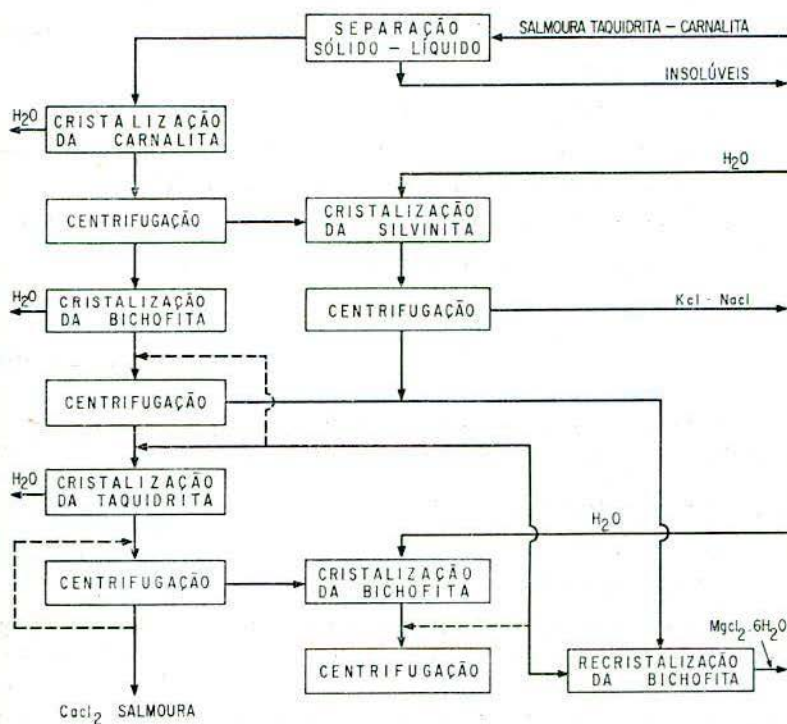 SEPARAÇÃO
SÓLIDO – LÍQUIDO
SALMOURA TAQUIDRITA – CARNALITA
INSOLÚVEIS
H2O
CRISTALIZAÇÃO
DA CARNALITA
H2O
CENTRIFUGAÇÃO
CRISTALIZAÇÃO
DA SILVINITA
H2O
CRISTALIZAÇÃO
DA BICHOFITA
CENTRIFUGAÇÃO
Kcl - Nacl
CENTRIFUGAÇÃO
H2O
CRISTALIZAÇÃO
DA TAQUIDRITA
H2O
CENTRIFUGAÇÃO
CRISTALIZAÇÃO
DA BICHOFITA
Mgcl2.6H2O
CENTRIFUGAÇÃO
RECRISTALIZAÇÃO
DA BICHOFITA
Cacl2 SALMOURA